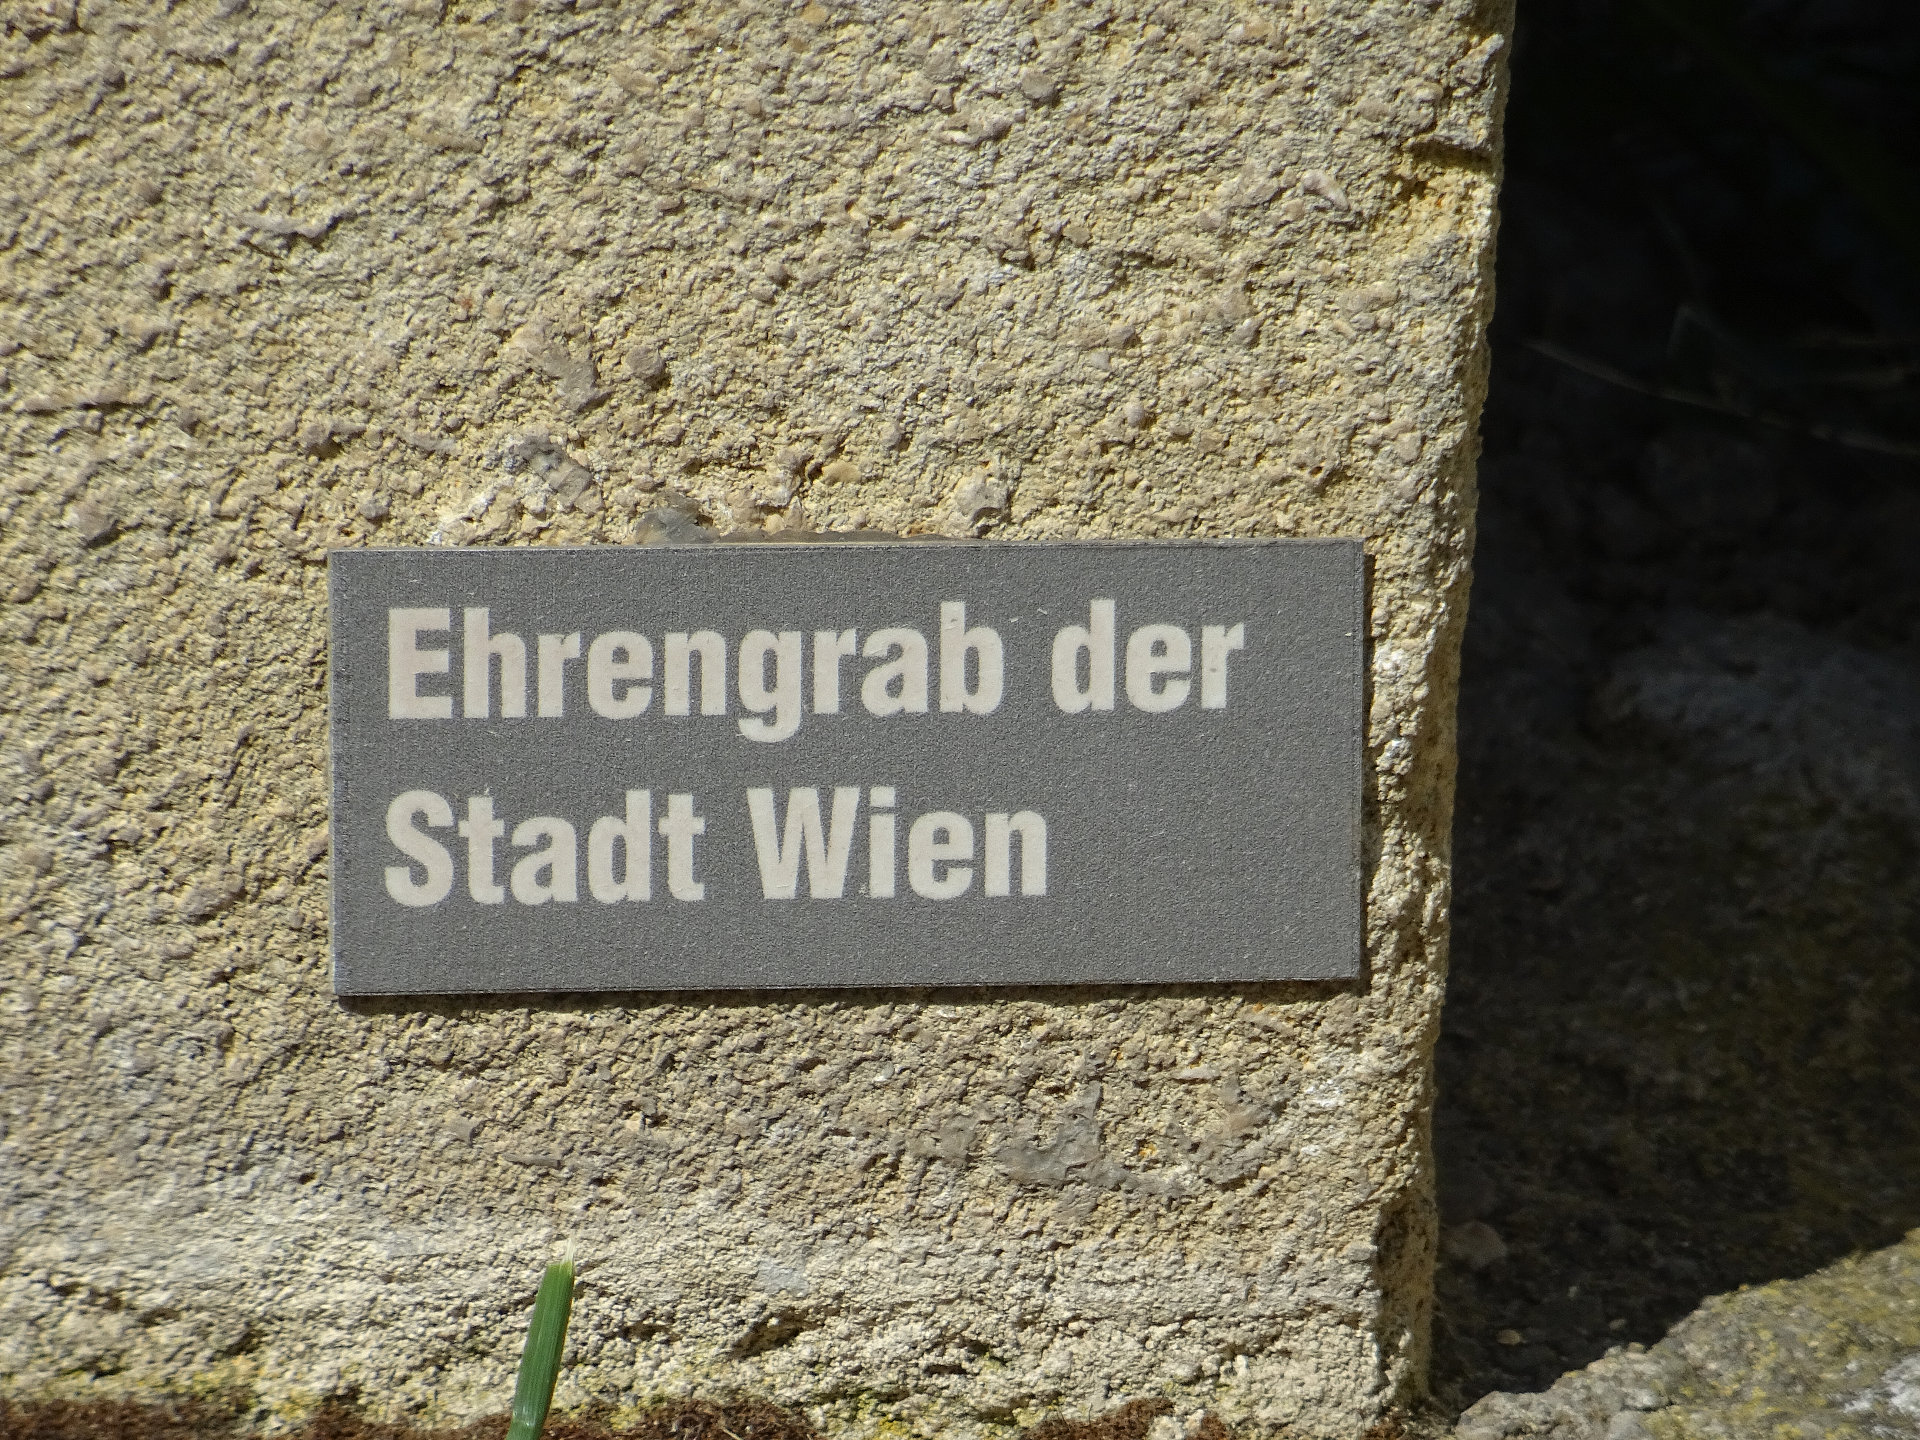 Ehrengrab der
Stadt Wien